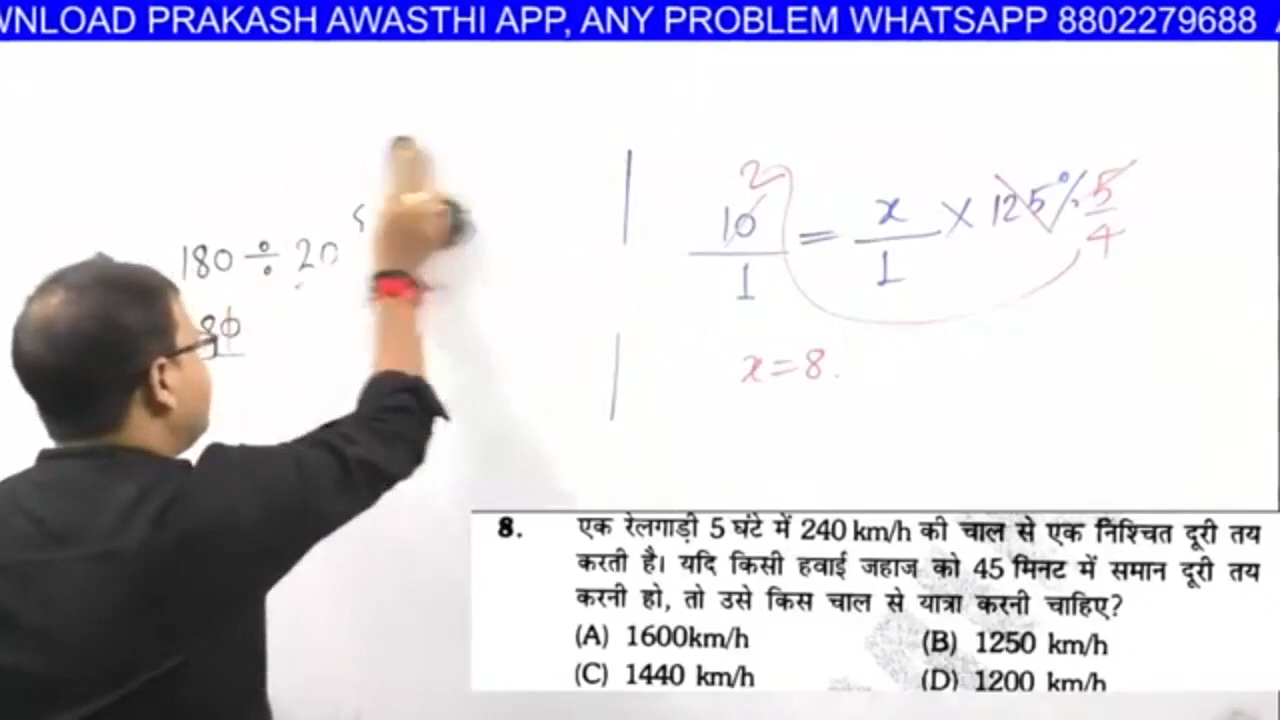 WNLOAD PRAKASH AWASTHI APP, ANY PROBLEM WHATSAPP 8802279688
180 ÷ 20
80
2
10/1 = x/1 × 125% 5/4
x = 8.
8. एक रेलगाड़ी 5 घंटे में 240 km/h की चाल से एक निश्चित दूरी तय
करती है। यदि किसी हवाई जहाज को 45 मिनट में समान दूरी तय
करनी हो, तो उसे किस चाल से यात्रा करनी चाहिए?
(A) 1600km/h (B) 1250 km/h
(C) 1440 km/h (D) 1200 km/h